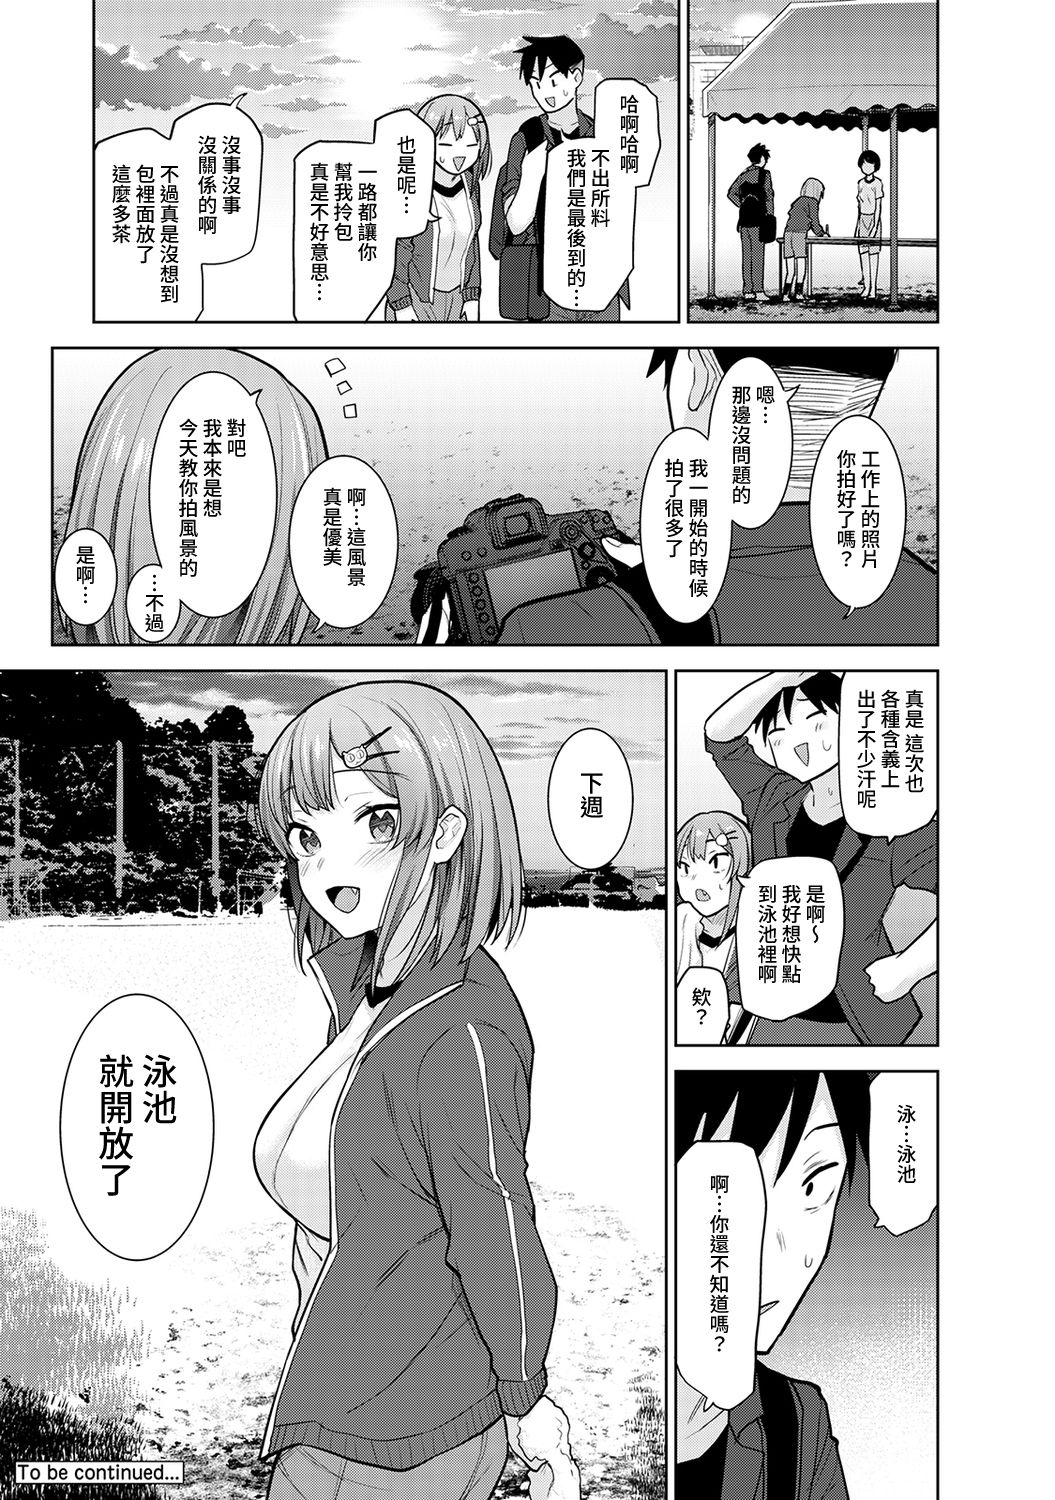 哈啊哈啊
不出所料
我們是最後到的…
也是呢…
一路都讓你
幫我拎包
真是不好意思…
沒事沒事
沒關係的啊
不過真是沒想到
包裡面放了
這麼多茶
工作上的照片
你拍好了嗎？
嗯…
那邊沒問題的
我一開始的時候
拍了很多了
啊…這風景
真是優美
對吧
我本來是想
今天教你拍風景的
…不過
是啊…
真是 這次也
各種含義上
出了不少汗呢
是啊～
我好想快點
到泳池裡啊
欸？
泳…泳池
啊…你還不知道嗎？
下週
泳池
就開放了
To be continued...